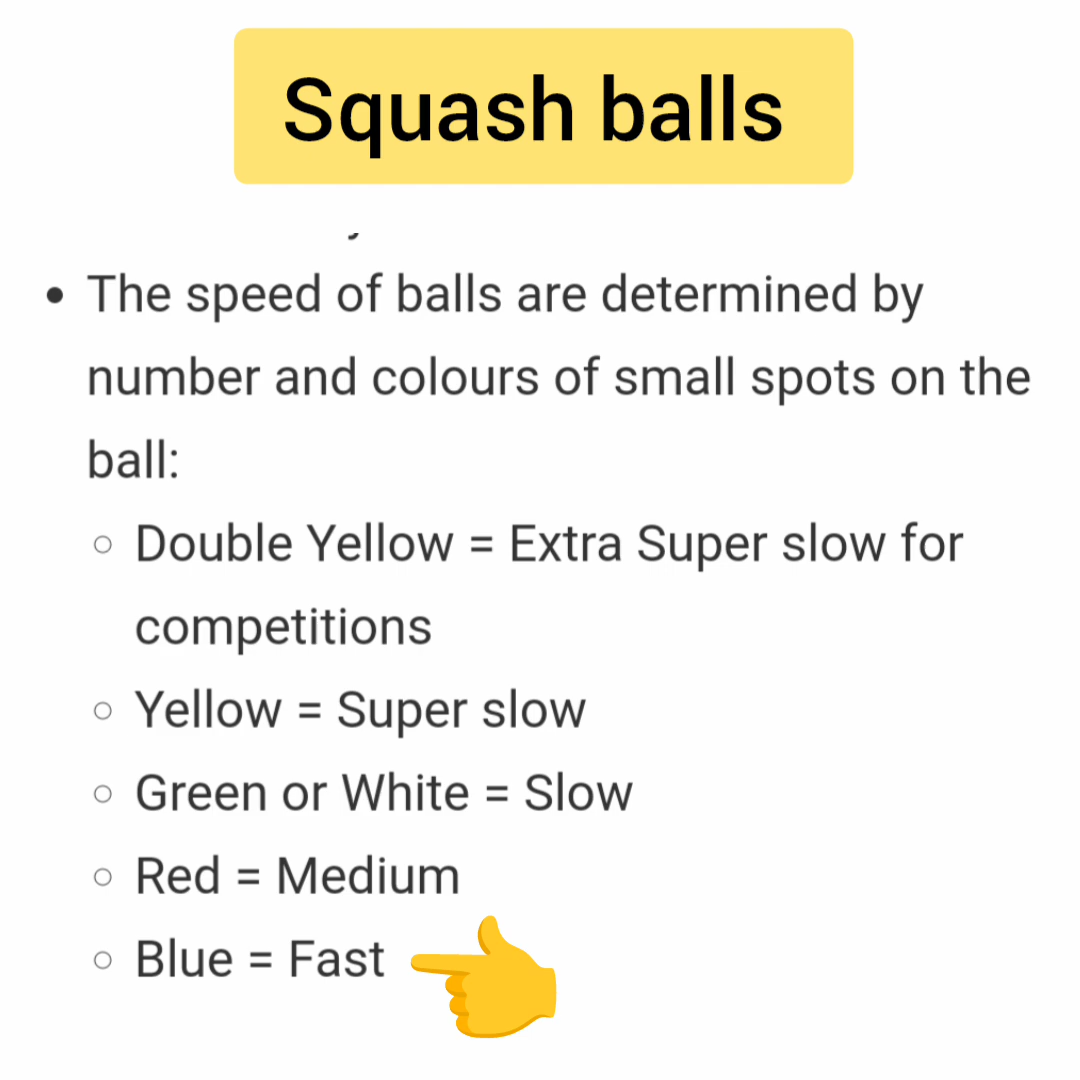 Squash balls
• The speed of balls are determined by
number and colours of small spots on the
ball:
○ Double Yellow = Extra Super slow for
competitions
○ Yellow = Super slow
○ Green or White = Slow
○ Red = Medium
○ Blue = Fast